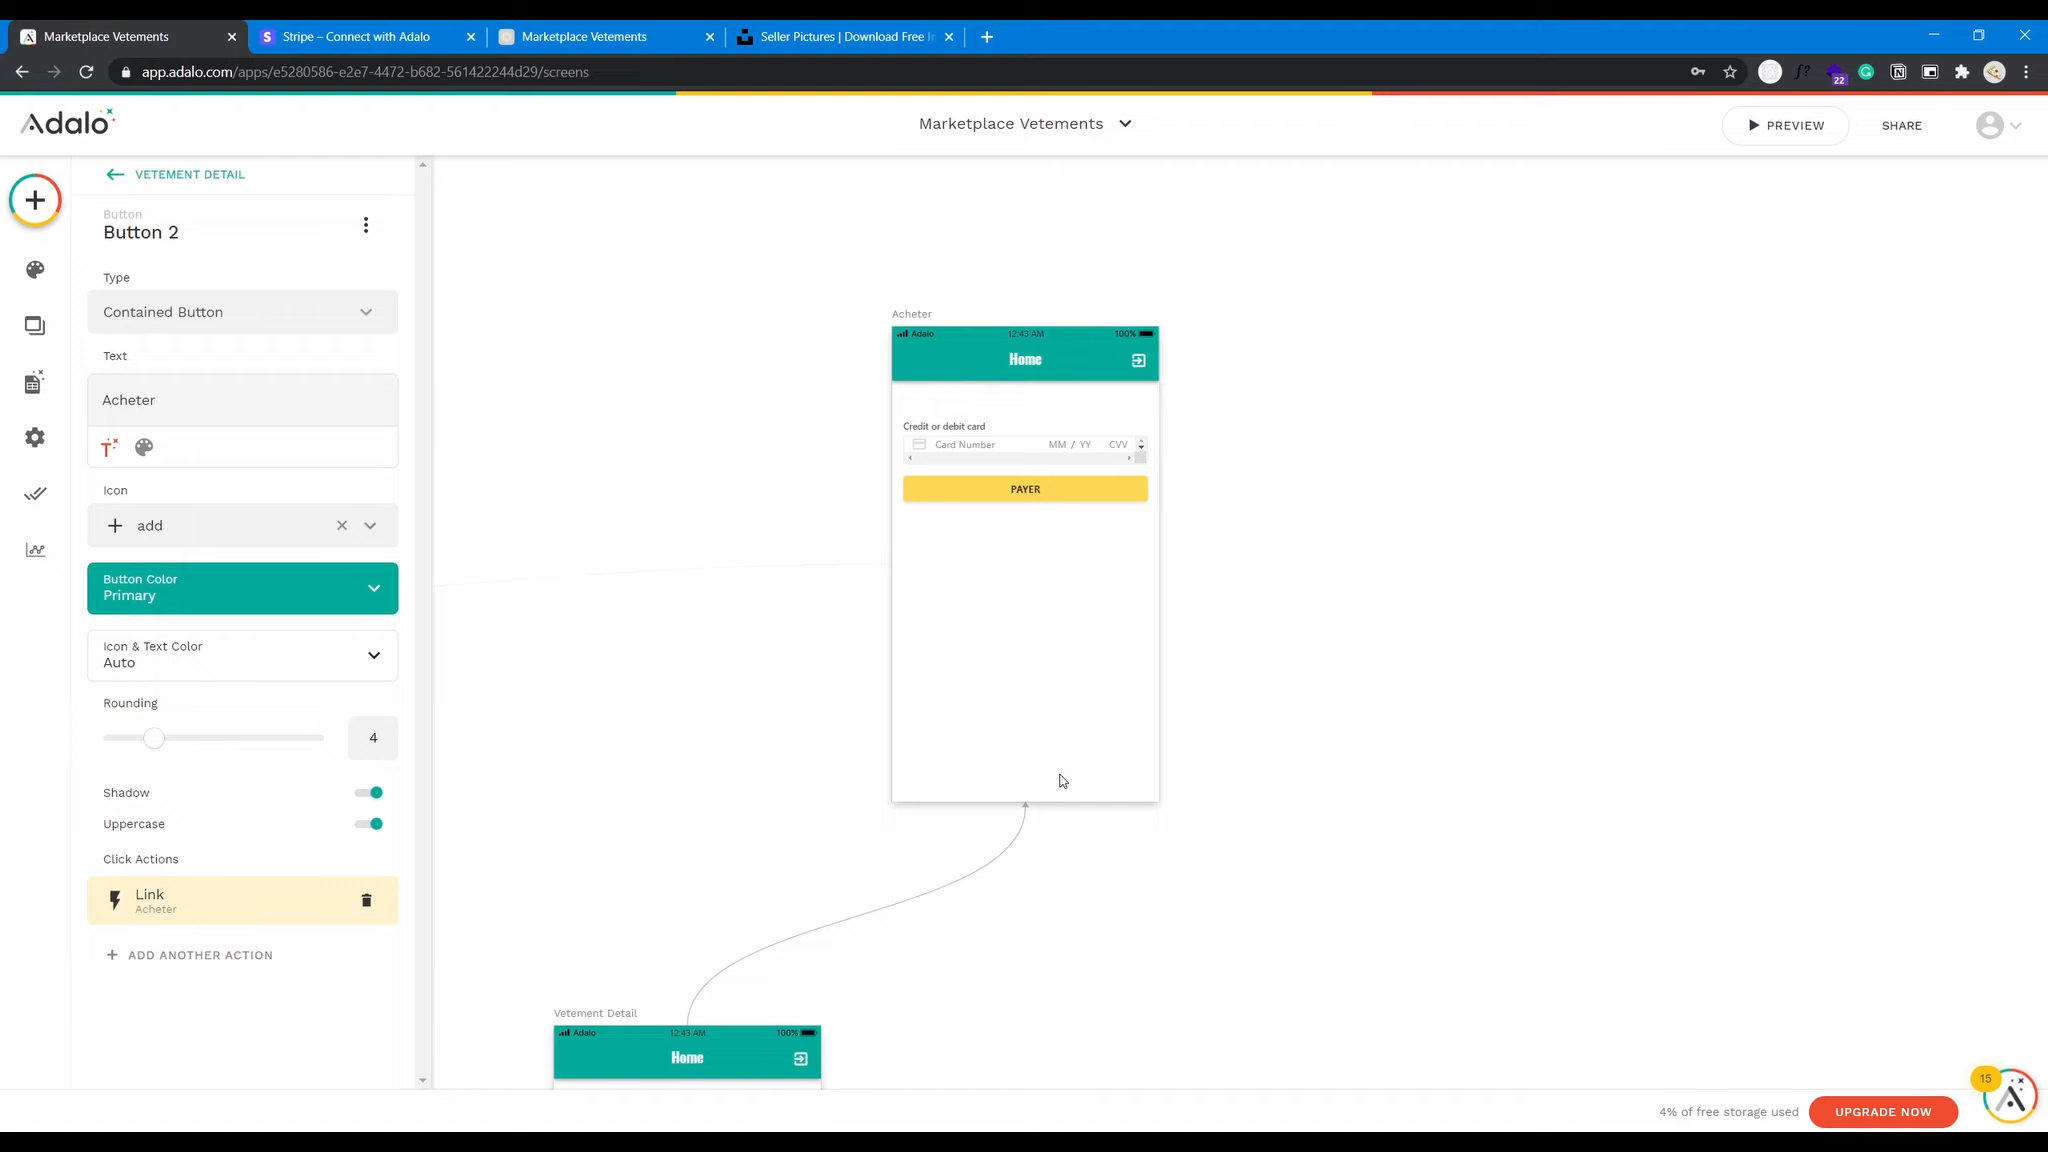 Marketplace Vetements
Stripe – Connect with Adalo
Marketplace Vetements
Seller Pictures | Download Free
app.adalo.com/apps/e5280586-e2e7-4472-b682-561422244d29/screens
f?
22
Adalo
Marketplace Vetements
PREVIEW
SHARE
VETEMENT DETAIL
Button
Button 2
Type
Contained Button
Text
Acheter
Icon
add
Button Color
Primary
Icon & Text Color
Auto
Rounding
4
Shadow
Uppercase
Click Actions
Link
Acheter
ADD ANOTHER ACTION
Acheter
Adalo 12:43 AM 100%
Home
Credit or debit card
Card Number MM / YY CVV
PAYER
Vetement Detail
Adalo 12:43 AM 100%
Home
15
4% of free storage used
UPGRADE NOW